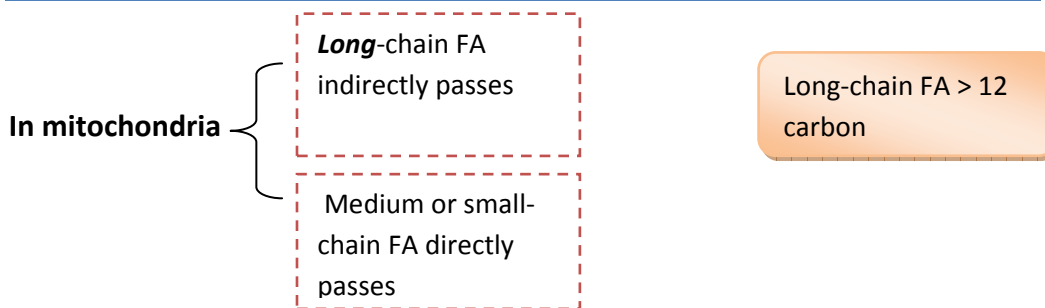 Long-chain FA
indirectly passes
In mitochondria
Medium or small-
chain FA directly
passes
Long-chain FA > 12
carbon